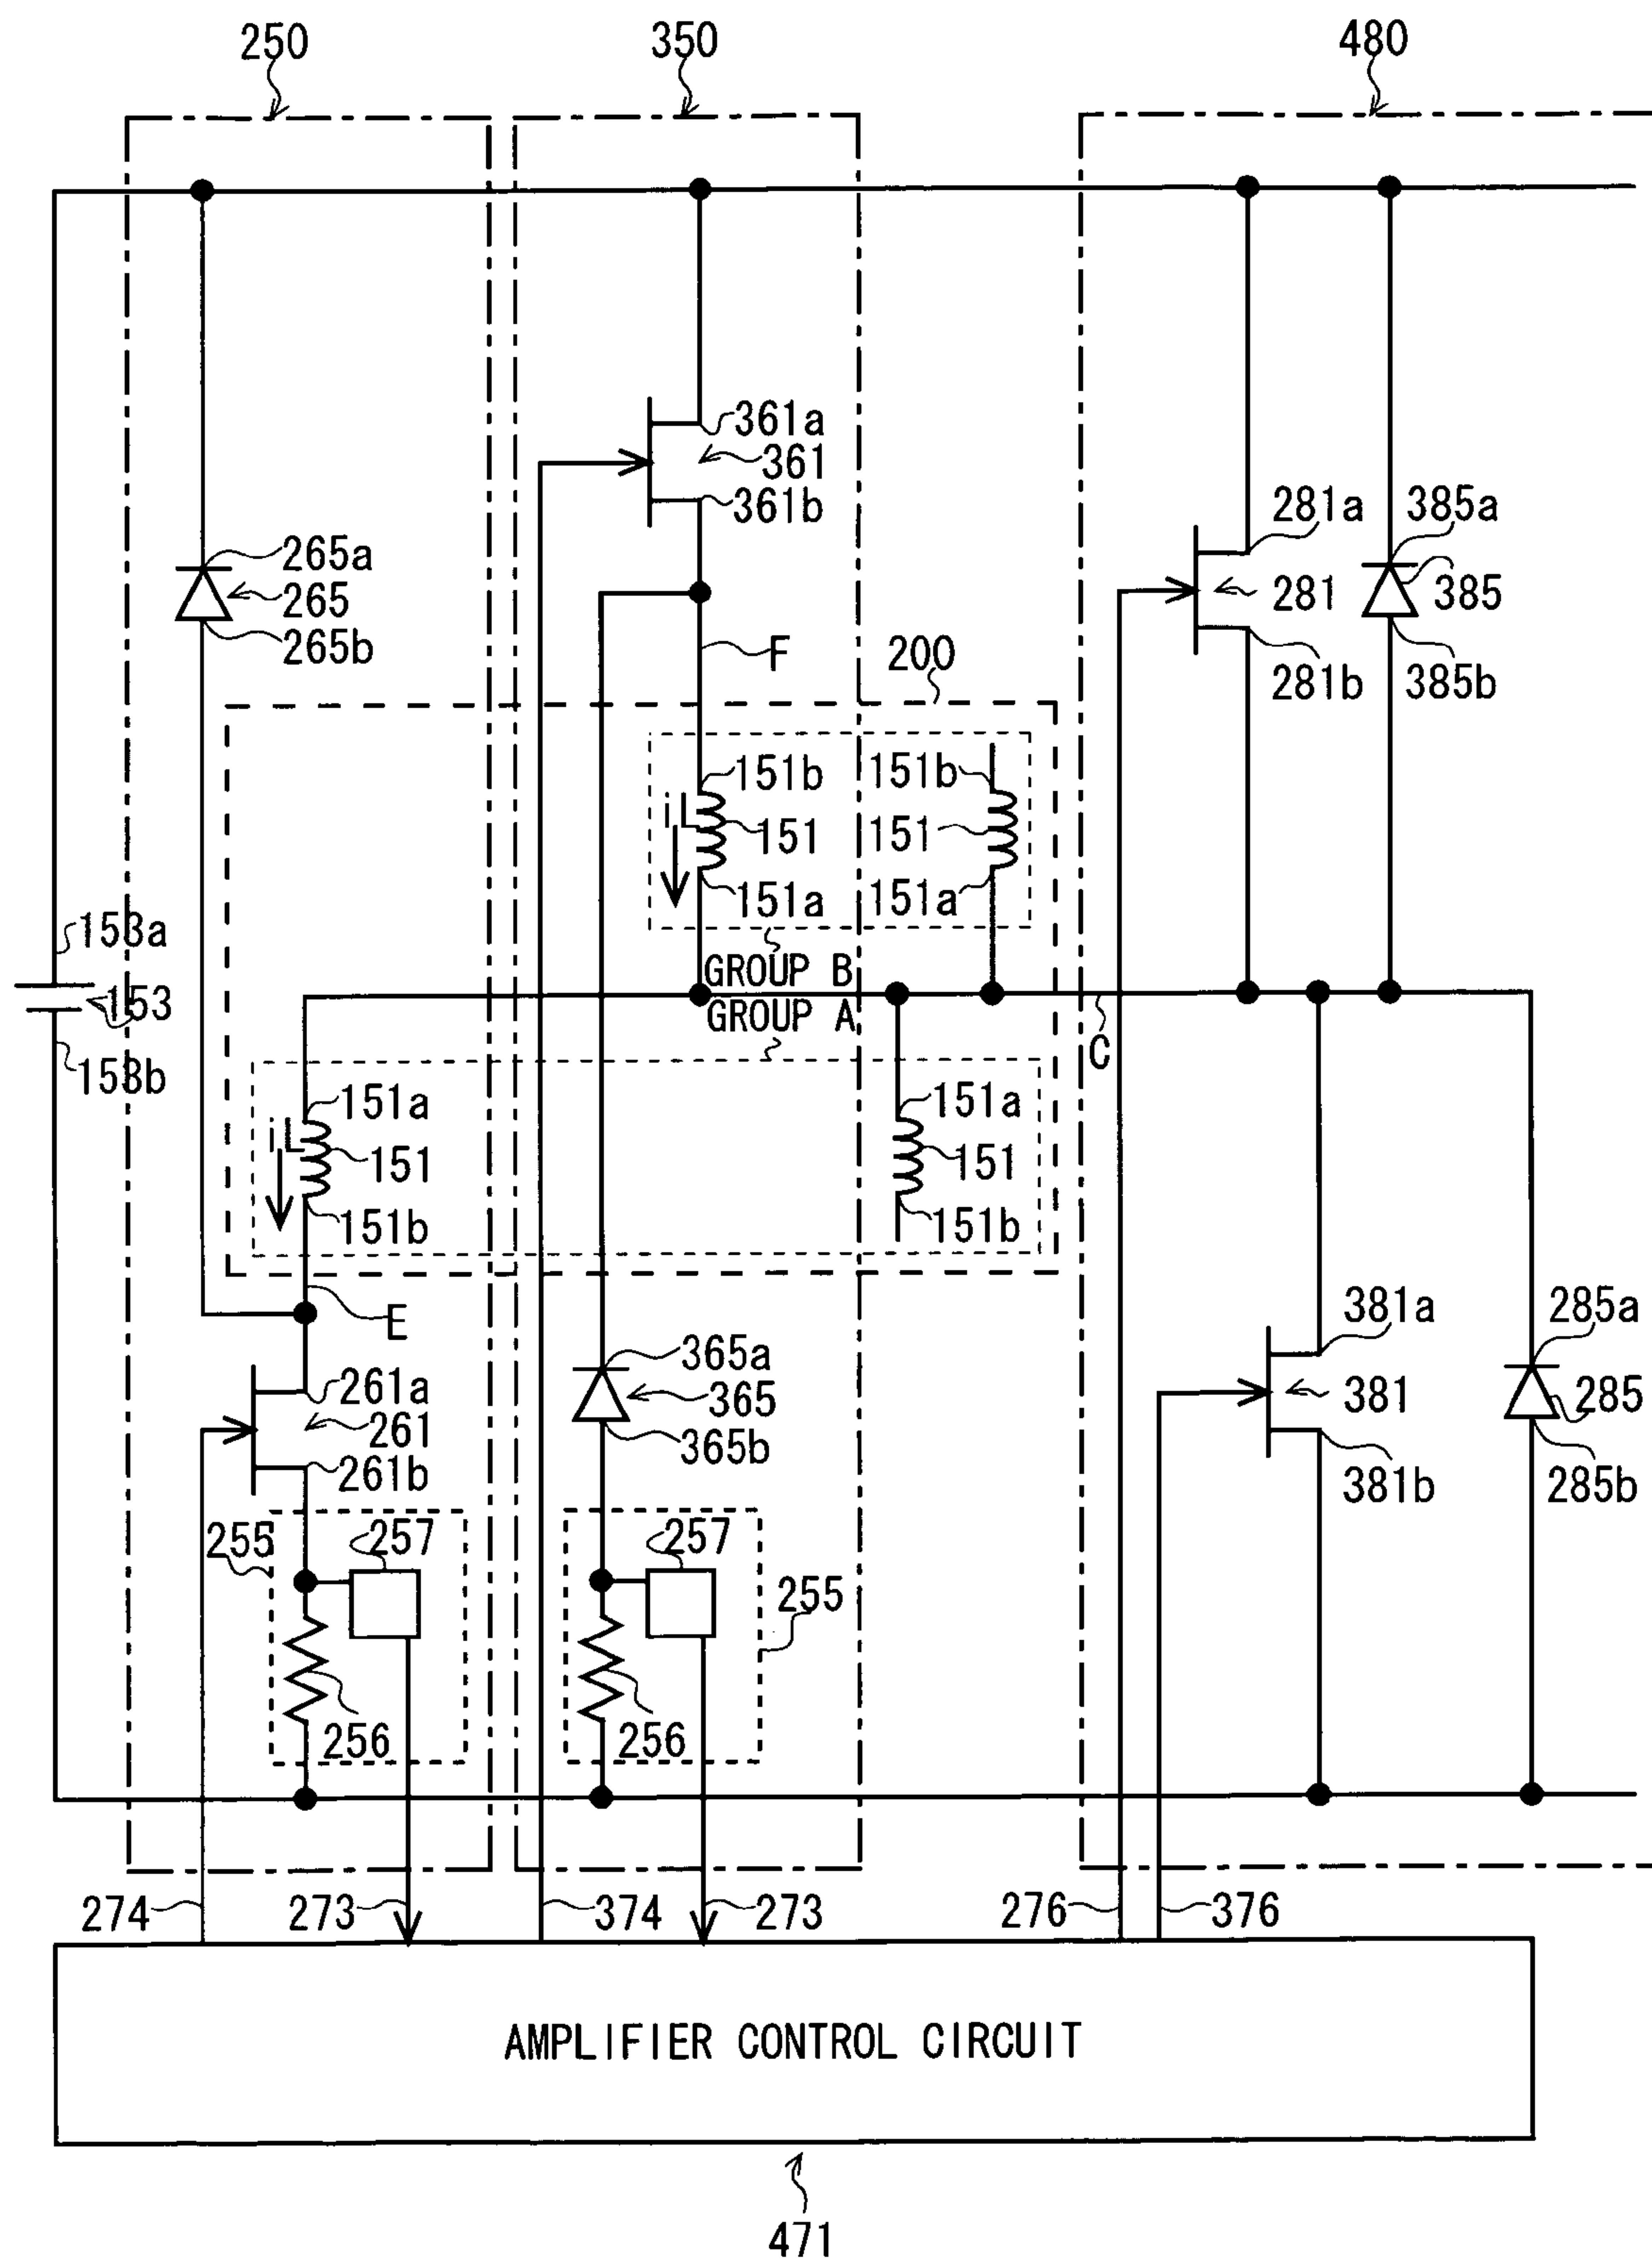 250
350
480
361a
361
361b
281a
385a
281
385
281b
385b
265a
265
265b
F
200
151b
151b
iL
151
151
151a
151a
153a
153
153b
GROUP B
GROUP A
C
151a
151a
iL
151
151
151b
151b
E
381a
285a
381
285
381b
285b
261a
261
261b
365a
365
365b
255
257
257
255
256
256
274
273
374
273
276
376
AMPLIFIER CONTROL CIRCUIT
471